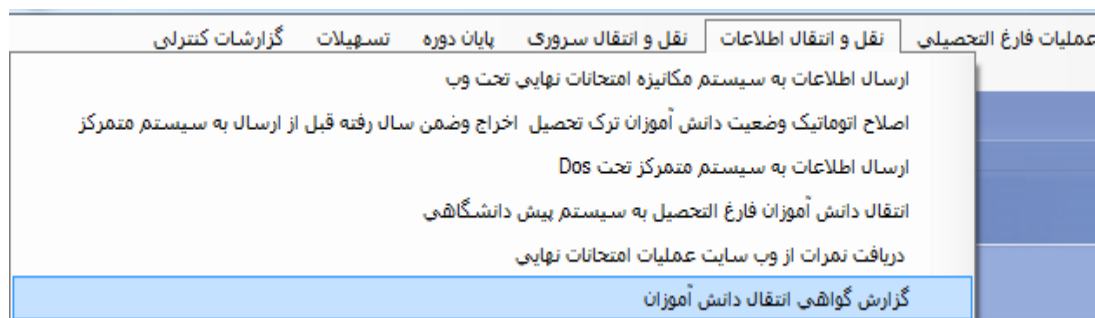 عملیات فارغ التحصیلی نقل و انتقال اطلاعات نقل و انتقال سروری پایان دوره تسهیلات گزارشات کنترلی
ارسال اطلاعات به سیستم مکانیزه امتحانات نهایی تحت وب
اصلاح اتوماتیک وضعیت دانش آموزان ترک تحصیل اخراج وضمن سال رفته قبل از ارسال به سیستم متمرکز
ارسال اطلاعات به سیستم متمرکز تحت Dos
انتقال دانش آموزان فارغ التحصیل به سیستم پیش دانشگاهی
دریافت نمرات از وب سایت عملیات امتحانات نهایی
گزارش گواهی انتقال دانش آموزان